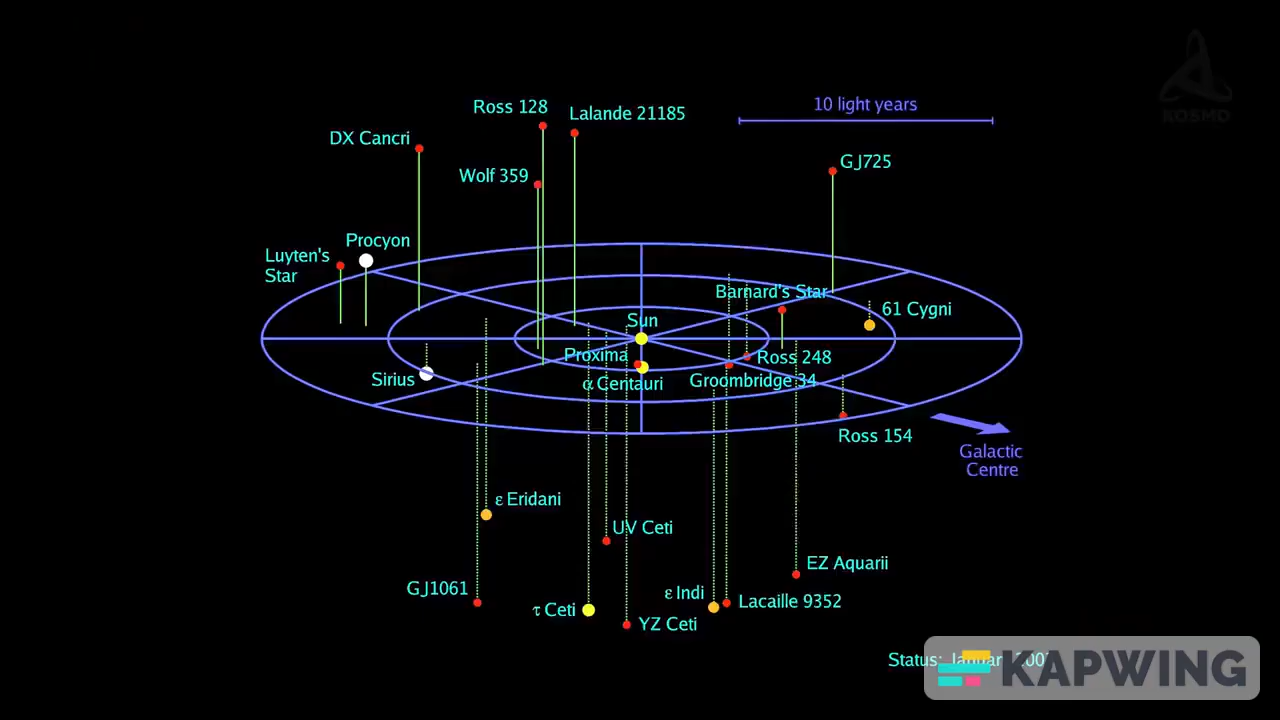 KOSMO
10 light years
Ross 128
Lalande 21185
DX Cancri
GJ725
Wolf 359
Procyon
Luyten's
Star
Barnard's Star
61 Cygni
Sun
Proxima
Ross 248
Sirius
α Centauri
Groombridge 34
Ross 154
Galactic
Centre
ε Eridani
UV Ceti
EZ Aquarii
GJ1061
ε Indi
Lacaille 9352
τ Ceti
YZ Ceti
Status:
KAPWING